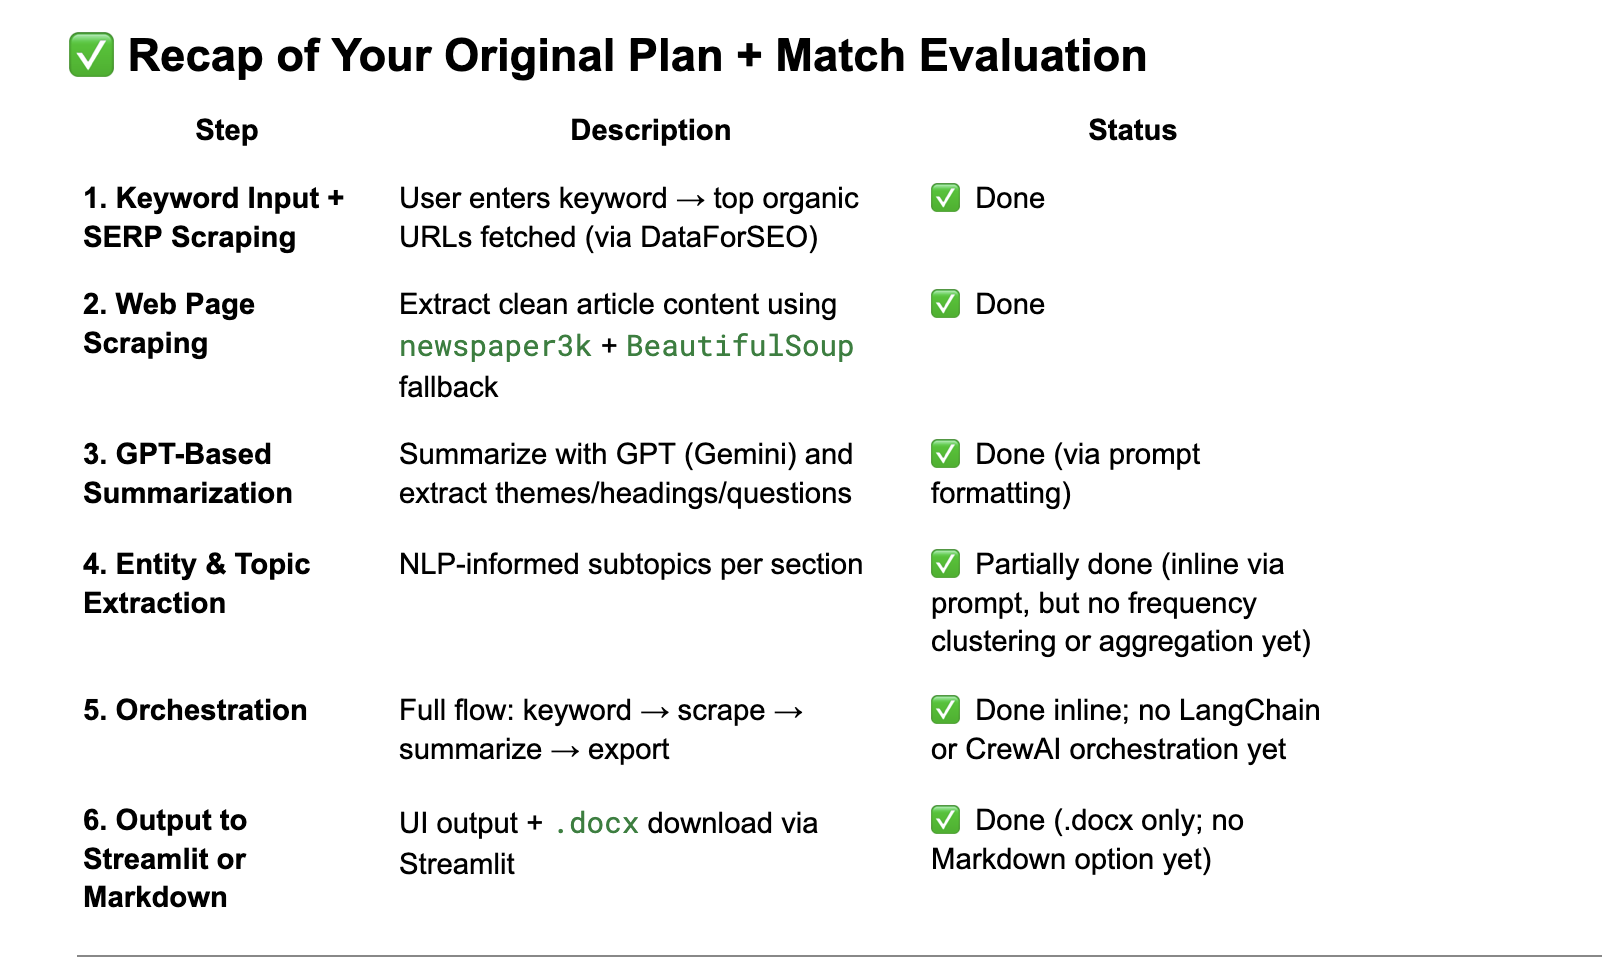 ✅ Recap of Your Original Plan + Match Evaluation
Step Description Status
1. Keyword Input +
SERP Scraping
User enters keyword → top organic
URLs fetched (via DataForSEO)
✅ Done
2. Web Page
Scraping
Extract clean article content using
newspaper3k + BeautifulSoup
fallback
✅ Done
3. GPT-Based
Summarization
Summarize with GPT (Gemini) and
extract themes/headings/questions
✅ Done (via prompt
formatting)
4. Entity & Topic
Extraction
NLP-informed subtopics per section
✅ Partially done (inline via
prompt, but no frequency
clustering or aggregation yet)
5. Orchestration
Full flow: keyword → scrape →
summarize → export
✅ Done inline; no LangChain
or CrewAI orchestration yet
6. Output to
Streamlit or
Markdown
UI output + .docx download via
Streamlit
✅ Done (.docx only; no
Markdown option yet)